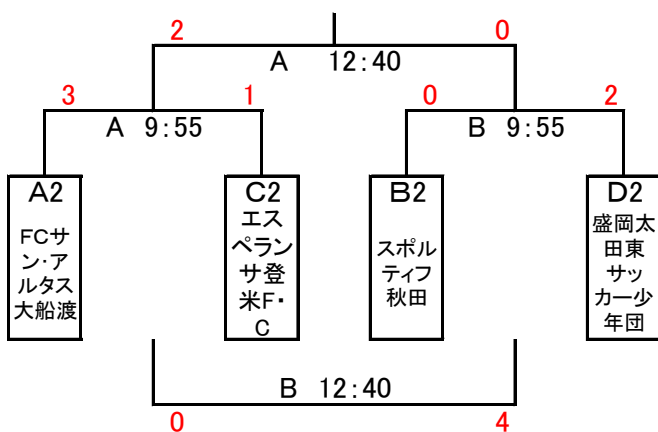 2 0
A 12:40
3 1 0 2
A 9:55 B 9:55
A2
FCサ
ン・ア
ルタス
大船渡
C2
エス
ペラン
サ登
米F・
C
B2
スポル
ティフ
秋田
D2
盛岡太
田東
サッ
カー少
年団
B 12:40
0 4